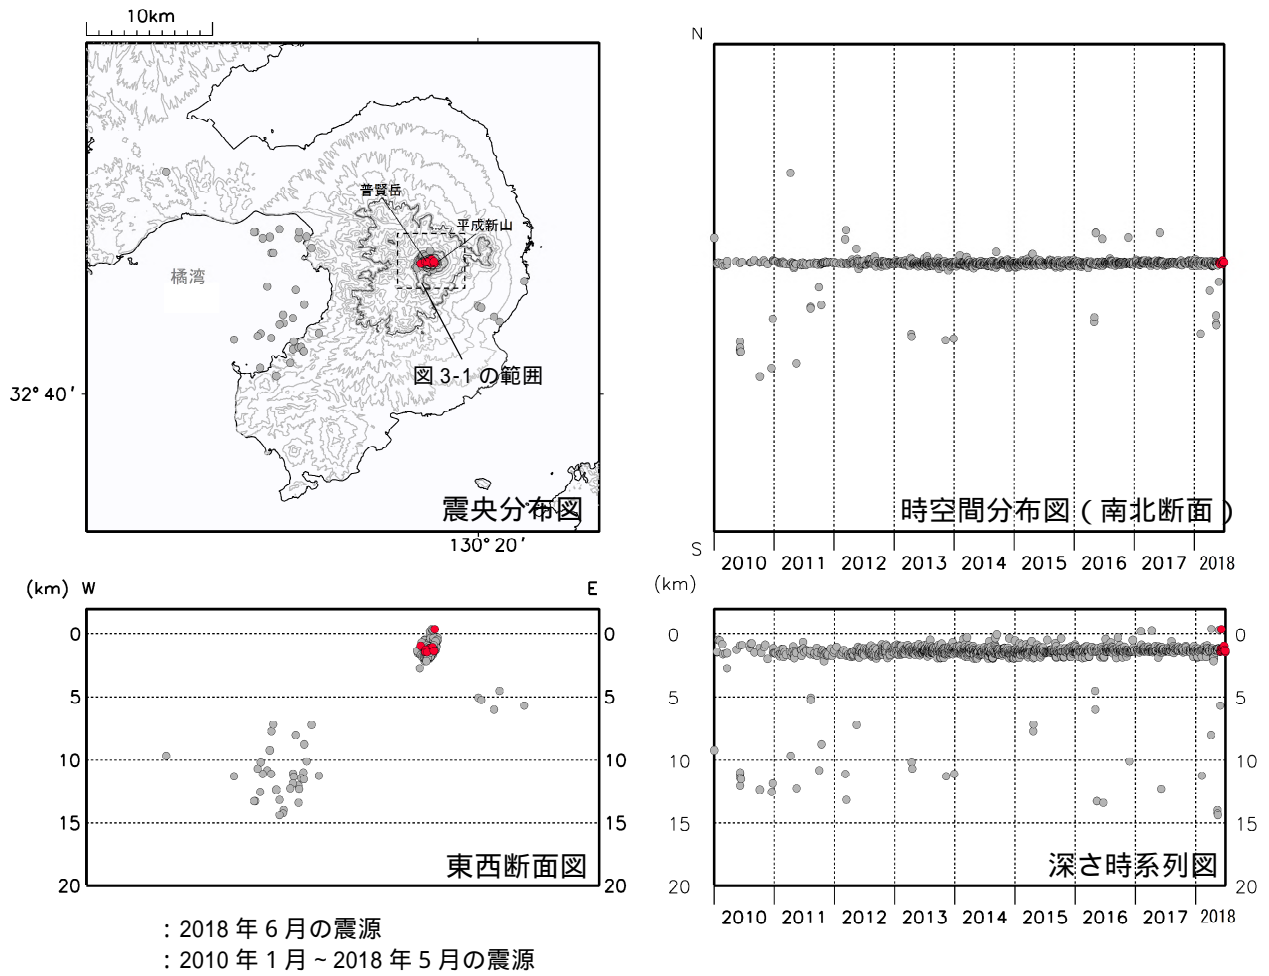 10km
普賢岳
平成新山
橘湾
図 3-1 の範囲
32° 40′
震央分布図
130° 20′
N
時空間分布図 ( 南北断面 )
S
2010 2011 2012 2013 2014 2015 2016 2017 2018
(km) W E
0 0
5 5
10 10
15 15
20 20
東西断面図
(km)
0 0
5 5
10 10
15 15
20 20
深さ時系列図
2010 2011 2012 2013 2014 2015 2016 2017 2018
: 2018 年 6 月の震源
: 2010 年 1 月 ~ 2018 年 5 月の震源